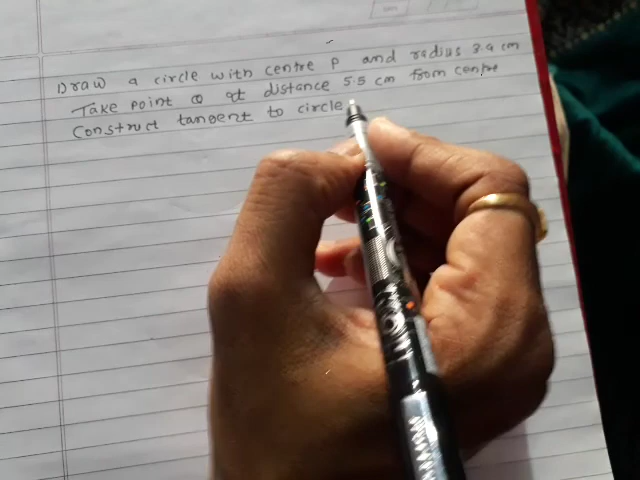 Draw a circle with centre P and radius 3.4 cm
Take point Q at distance 5.5 cm from centre
Construct tangent to circle